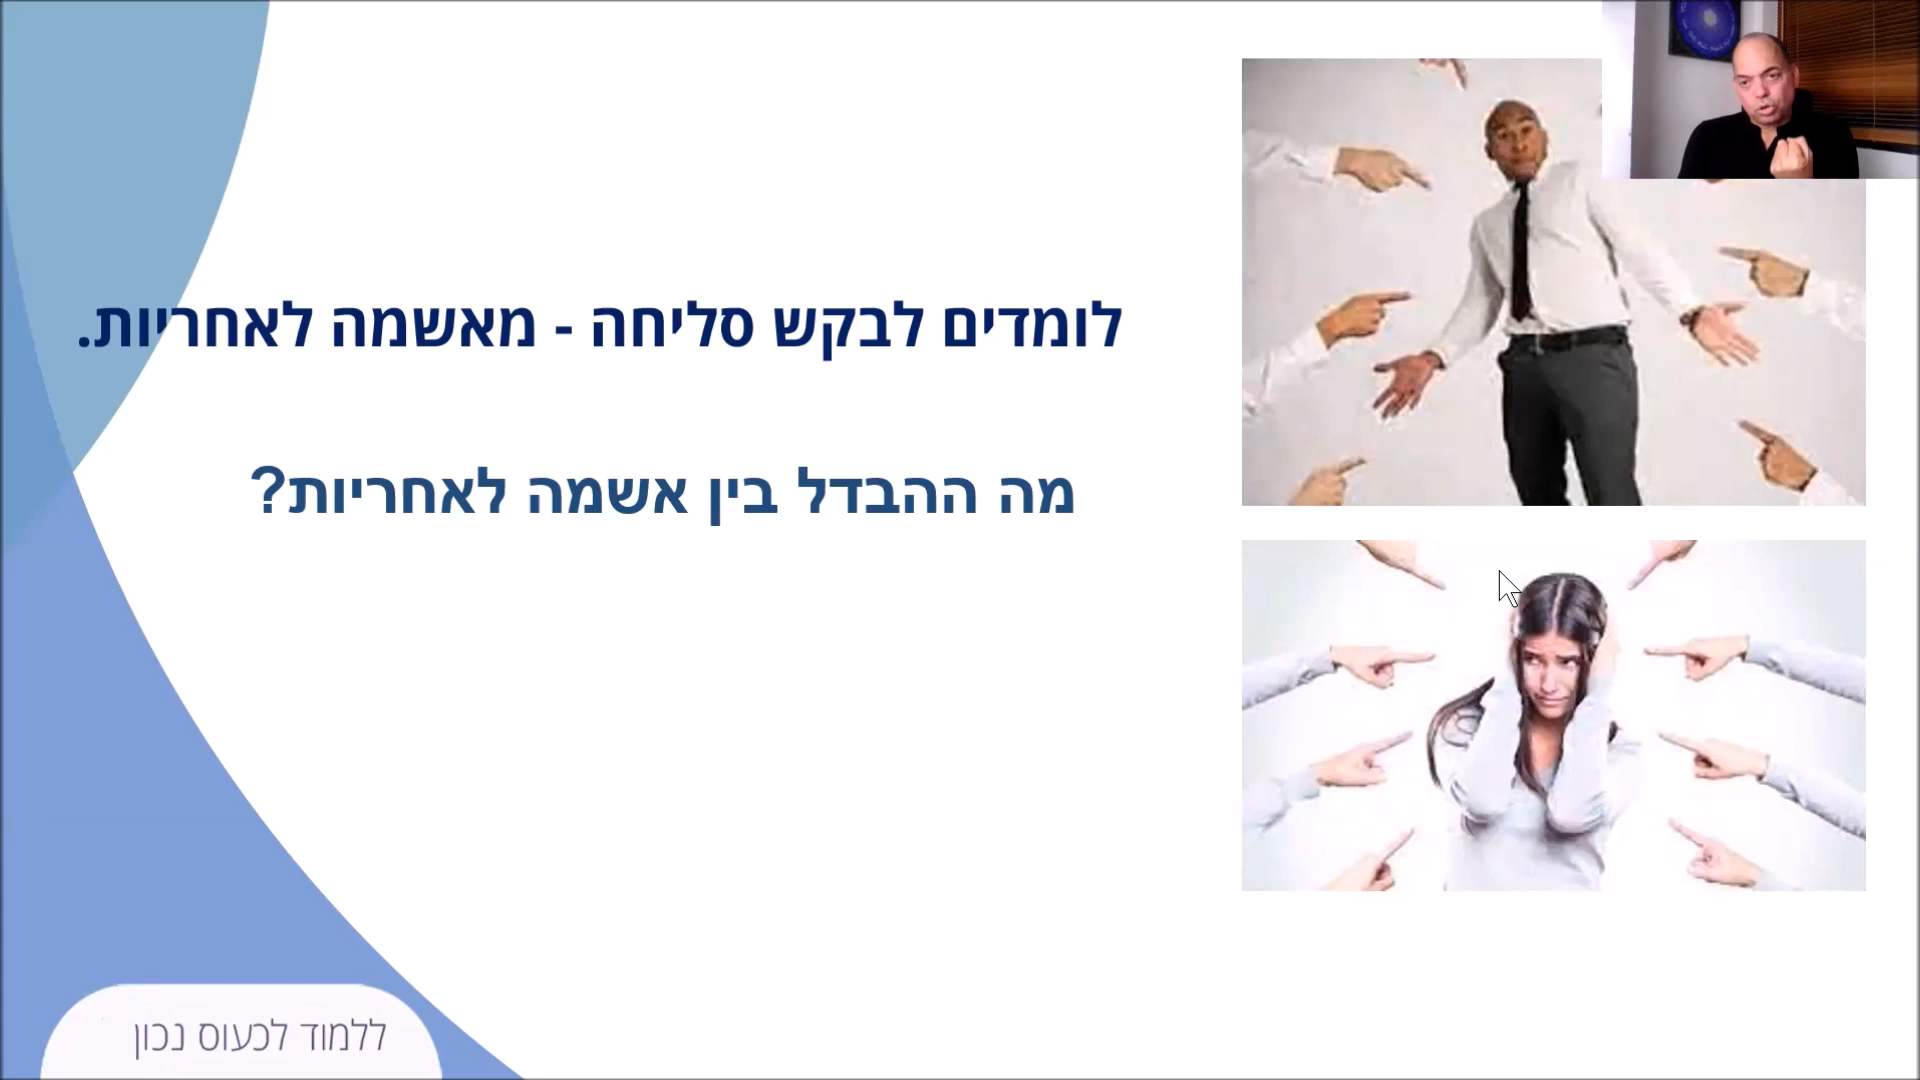 לומדים לבקש סליחה - מאשמה לאחריות.
מה ההבדל בין אשמה לאחריות?
ללמוד לכעוס נכון